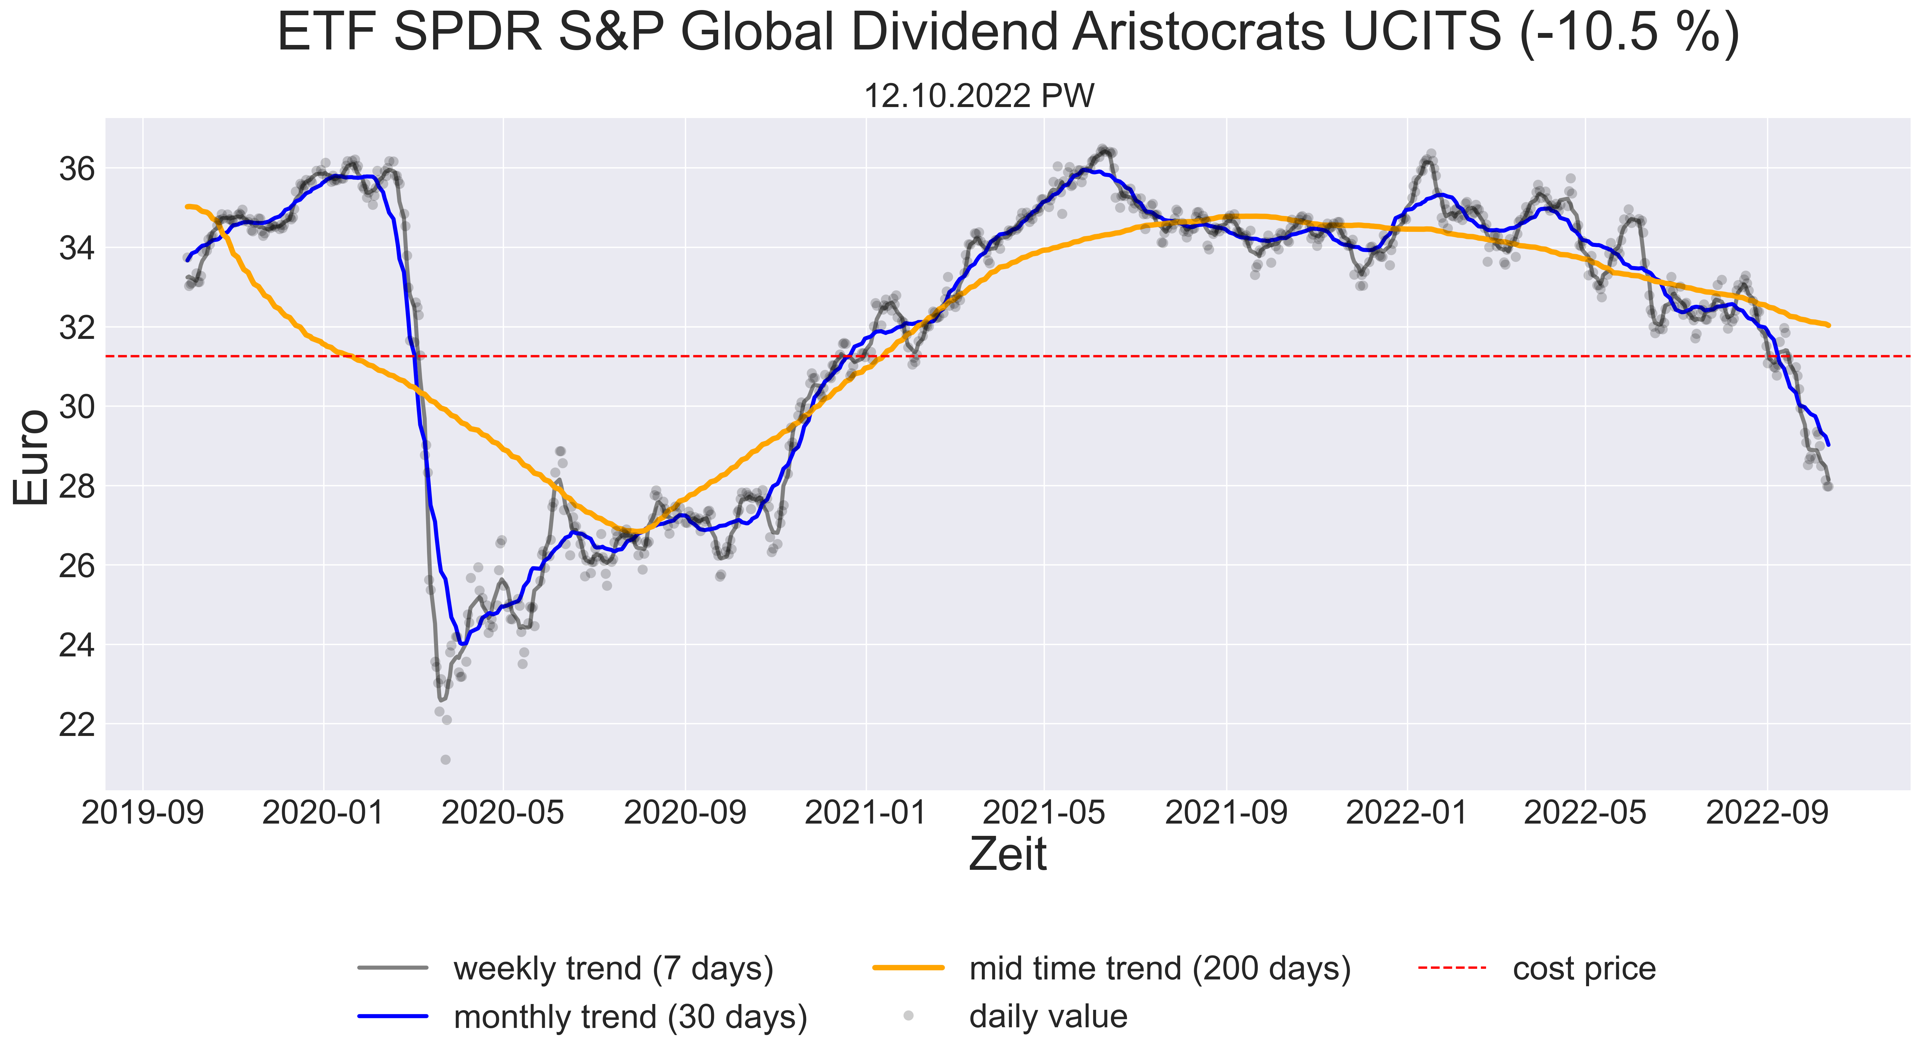 ETF SPDR S&P Global Dividend Aristocrats UCITS (-10.5 %)
12.10.2022 PW
36
34
32
30
28
26
24
22
Euro
2019-09 2020-01 2020-05 2020-09 2021-01 2021-05 2021-09 2022-01 2022-05 2022-09
Zeit
weekly trend (7 days) mid time trend (200 days) cost price
monthly trend (30 days) daily value